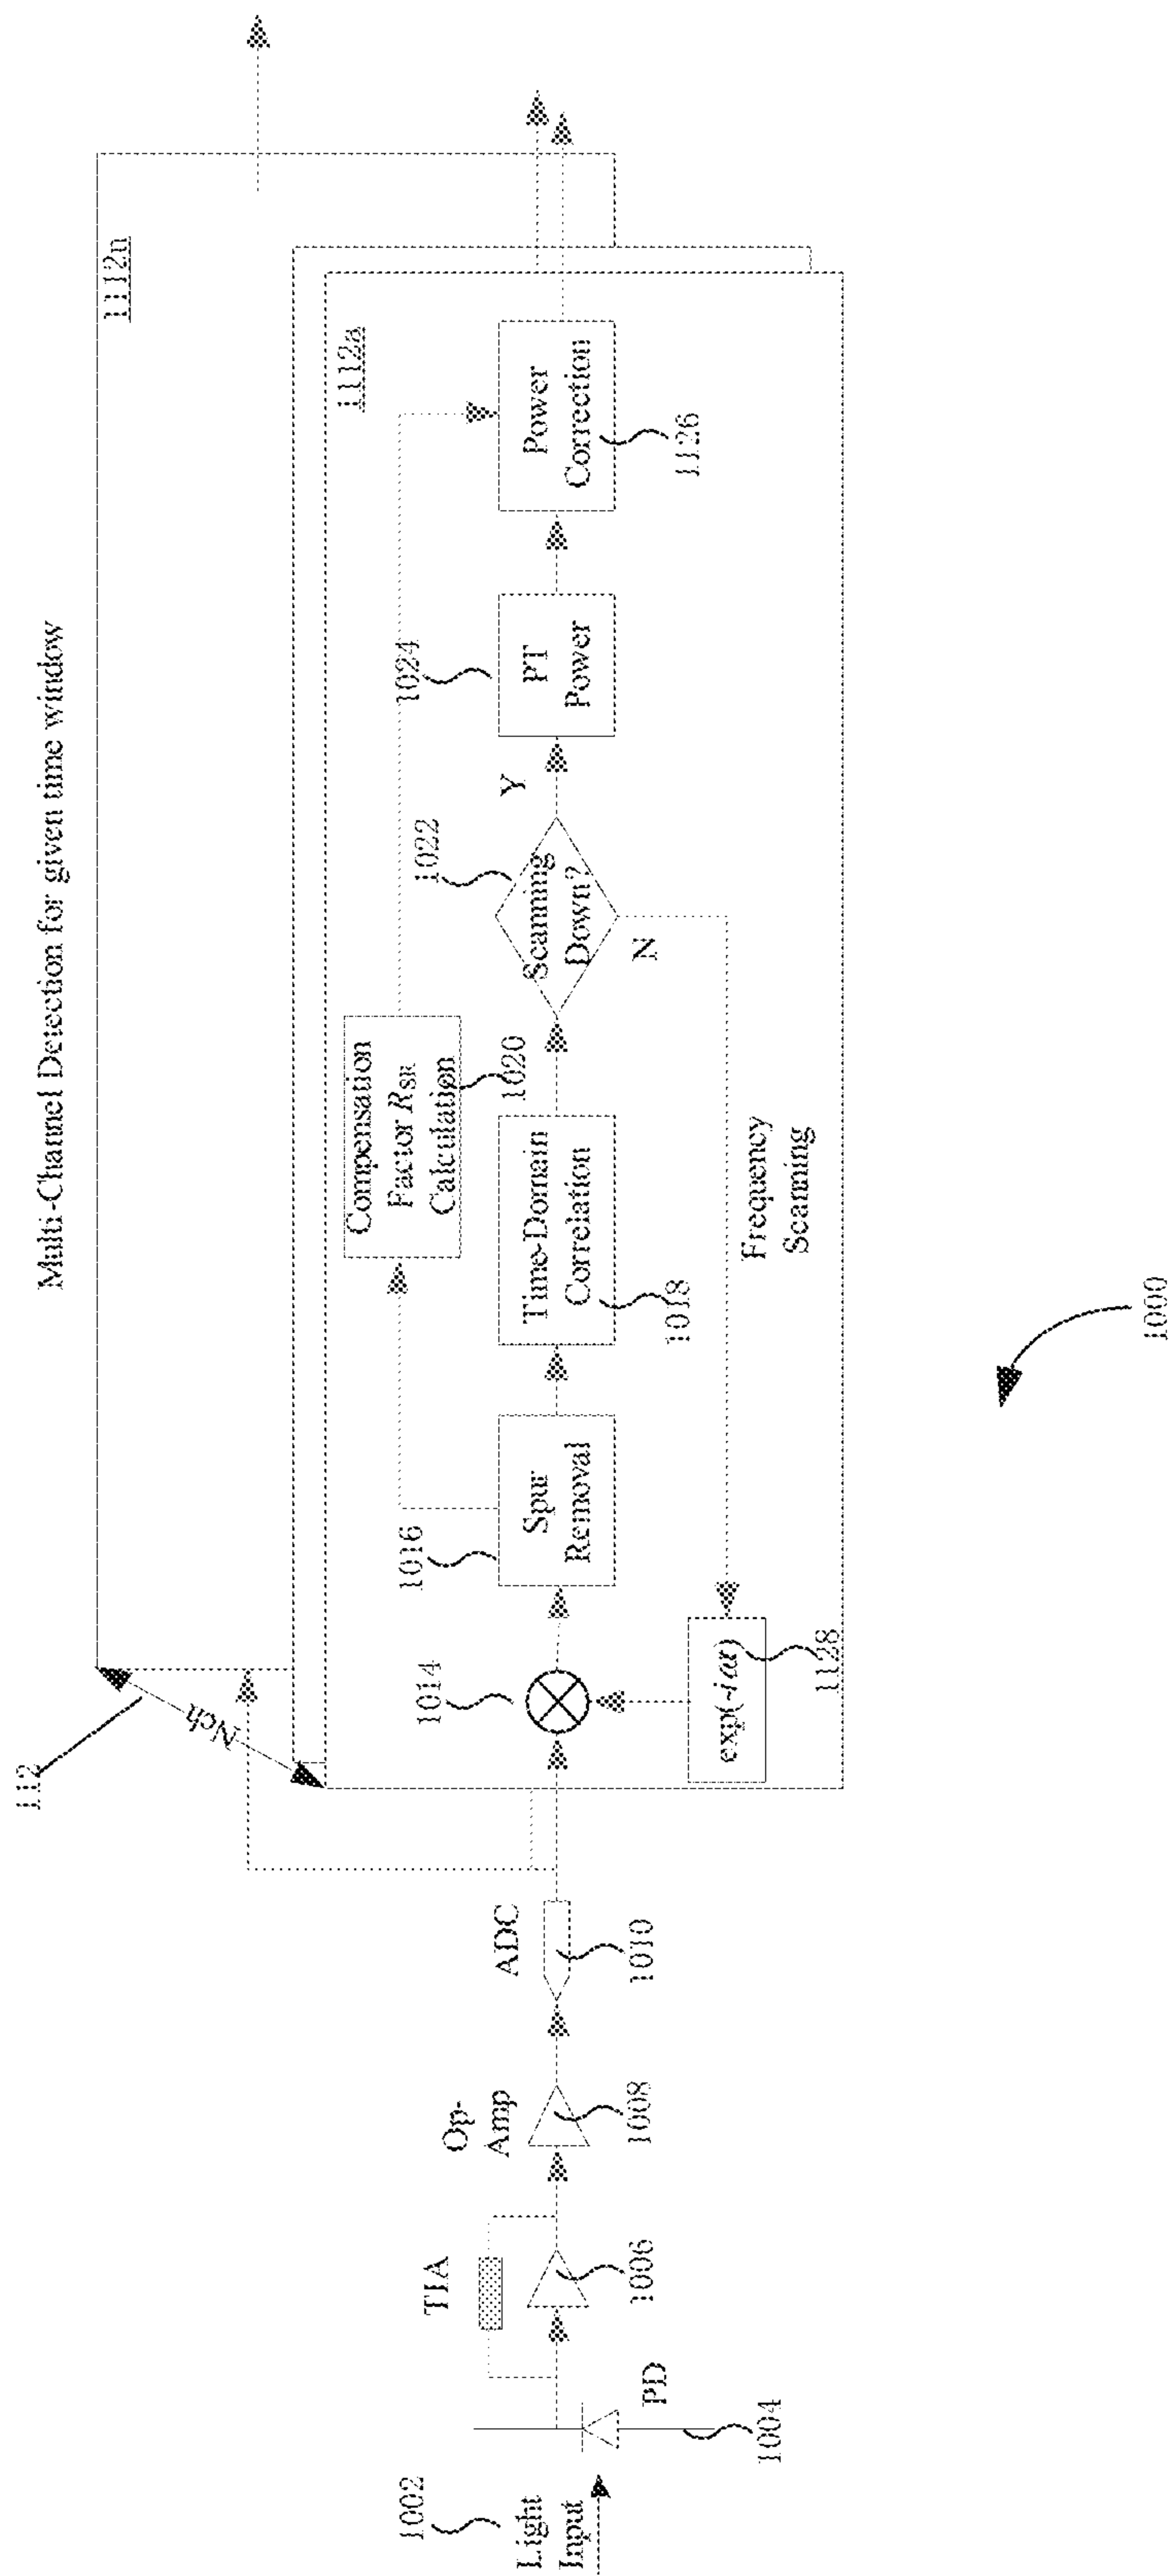 Multi-Channel Detection for given time window
1112n
112
Nch
1112a
Compensation
Factor RSR
Calculation
1020
1002
Light
Input
PD
1004
TIA
1006
Op-
Amp
1008
ADC
1010
1014
1016
Spur
Removal
Time-Domain
Correlation
1018
1022
Scanning
Down?
Y
N
1024
PT
Power
Power
Correction
1126
Frequency
Scanning
exp(-iωt)
1128
1000